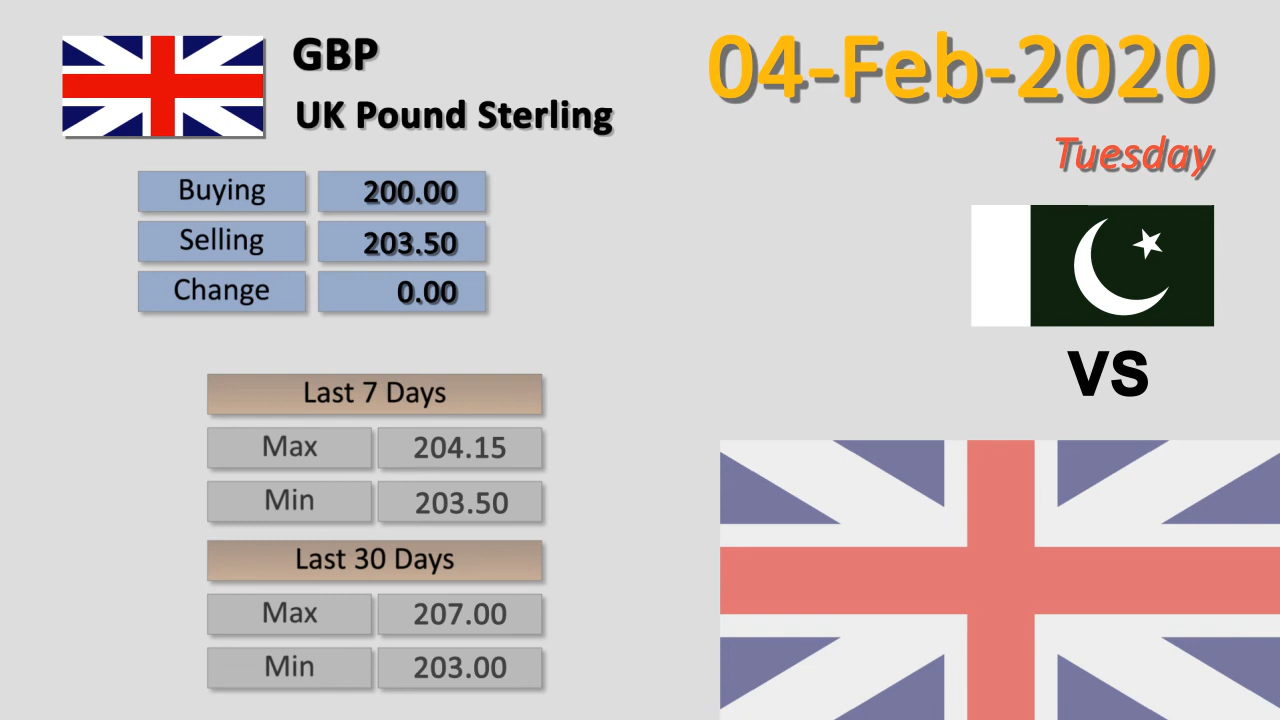 GBP
UK Pound Sterling
04-Feb-2020
Tuesday
Buying 200.00
Selling 203.50
Change 0.00
VS
Last 7 Days
Max 204.15
Min 203.50
Last 30 Days
Max 207.00
Min 203.00